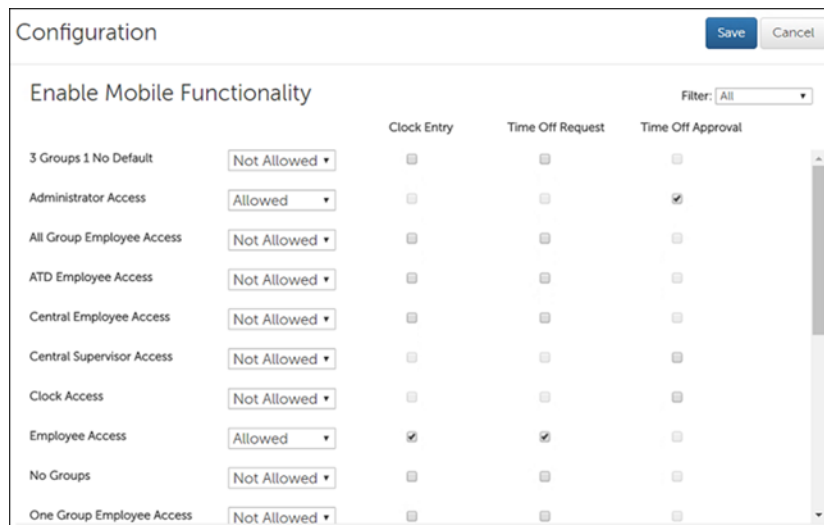 Configuration
Save
Cancel
Enable Mobile Functionality
Filter: All
Clock Entry Time Off Request Time Off Approval
3 Groups 1 No Default Not Allowed
Administrator Access Allowed
All Group Employee Access Not Allowed
ATD Employee Access Not Allowed
Central Employee Access Not Allowed
Central Supervisor Access Not Allowed
Clock Access Not Allowed
Employee Access Allowed
No Groups Not Allowed
One Group Employee Access Not Allowed